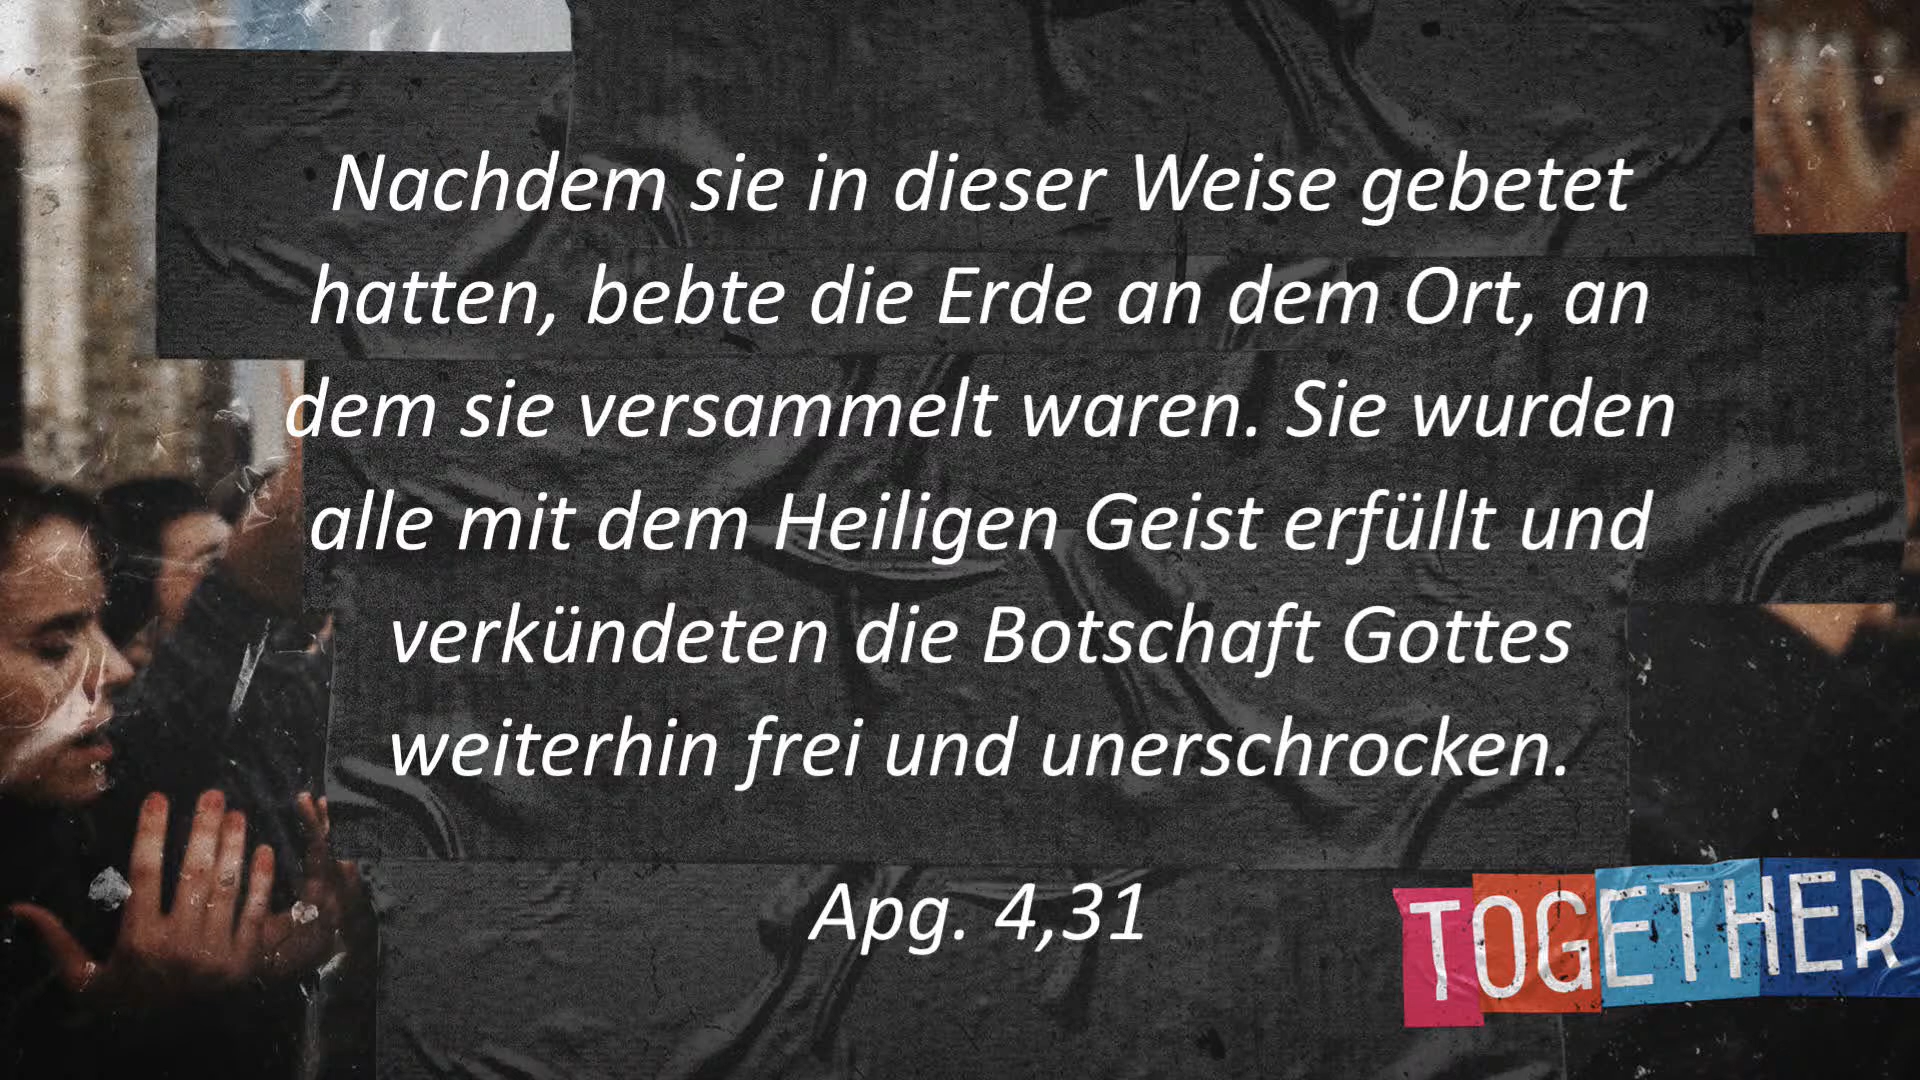 Nachdem sie in dieser Weise gebetet
hatten, bebte die Erde an dem Ort, an
dem sie versammelt waren. Sie wurden
alle mit dem Heiligen Geist erfüllt und
verkündeten die Botschaft Gottes
weiterhin frei und unerschrocken.
Apg. 4,31
TOGETHER